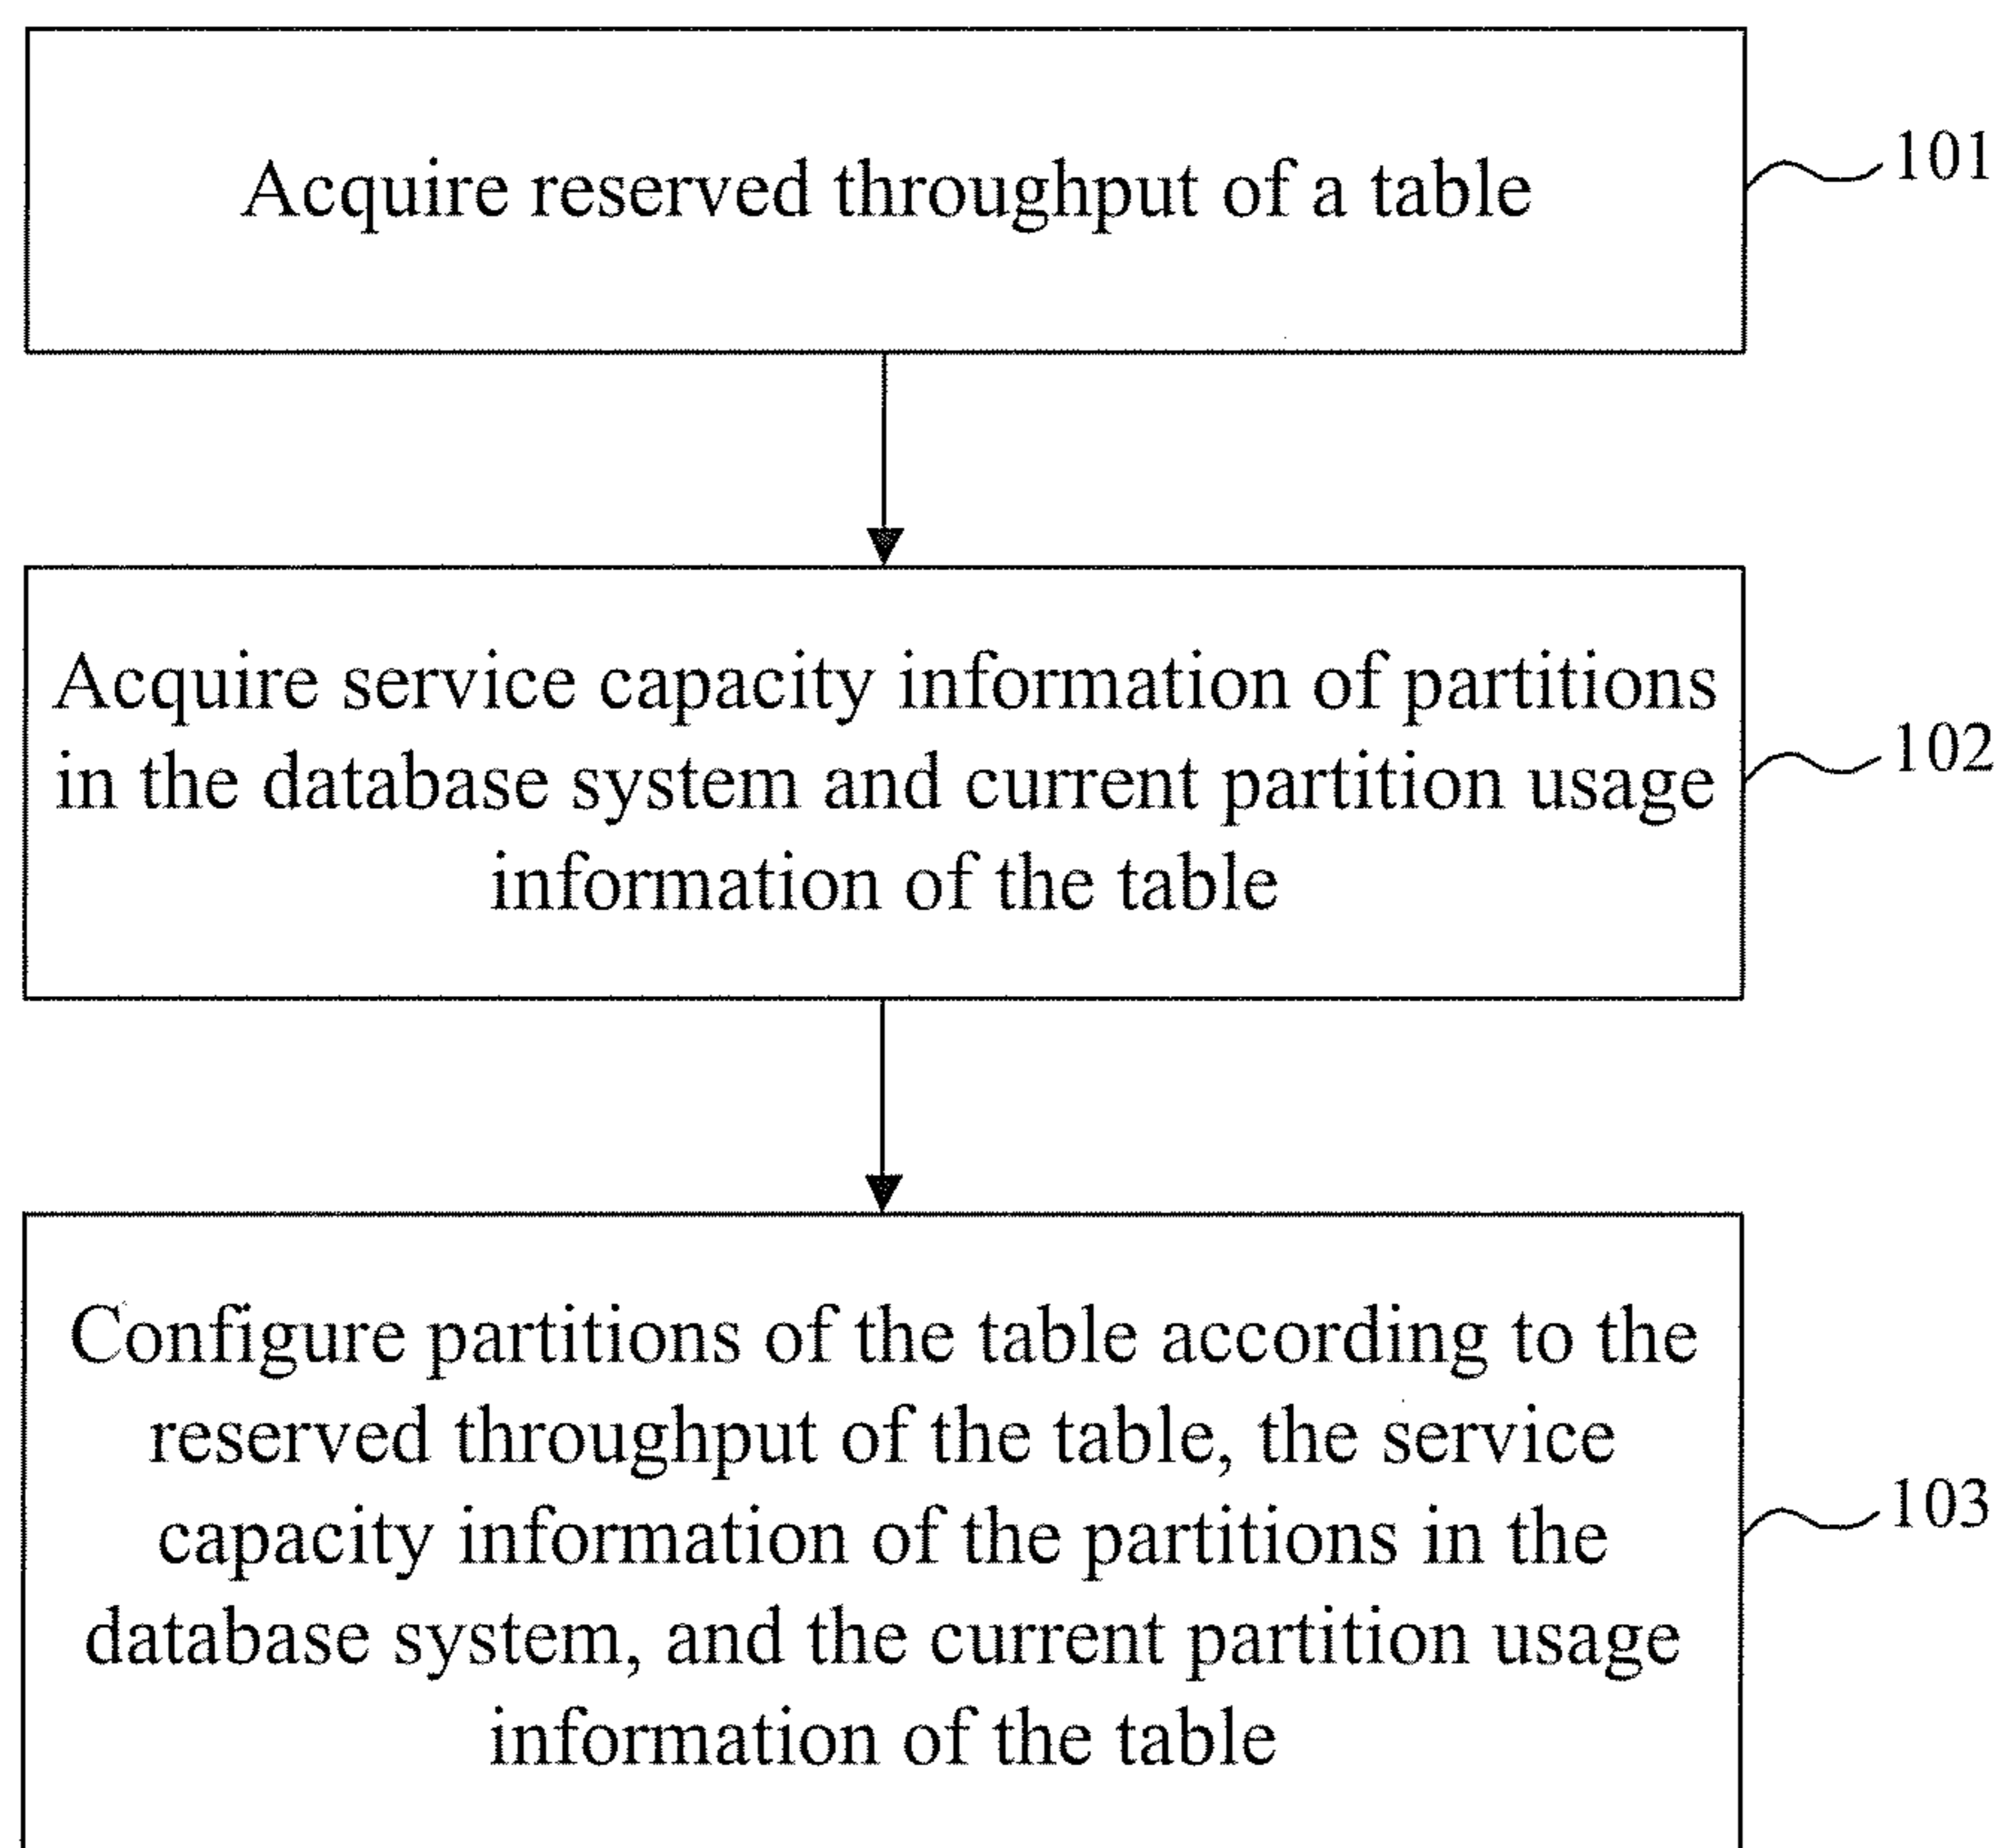 Acquire reserved throughput of a table
101
Acquire service capacity information of partitions
in the database system and current partition usage
information of the table
102
Configure partitions of the table according to the
reserved throughput of the table, the service
capacity information of the partitions in the
database system, and the current partition usage
information of the table
103